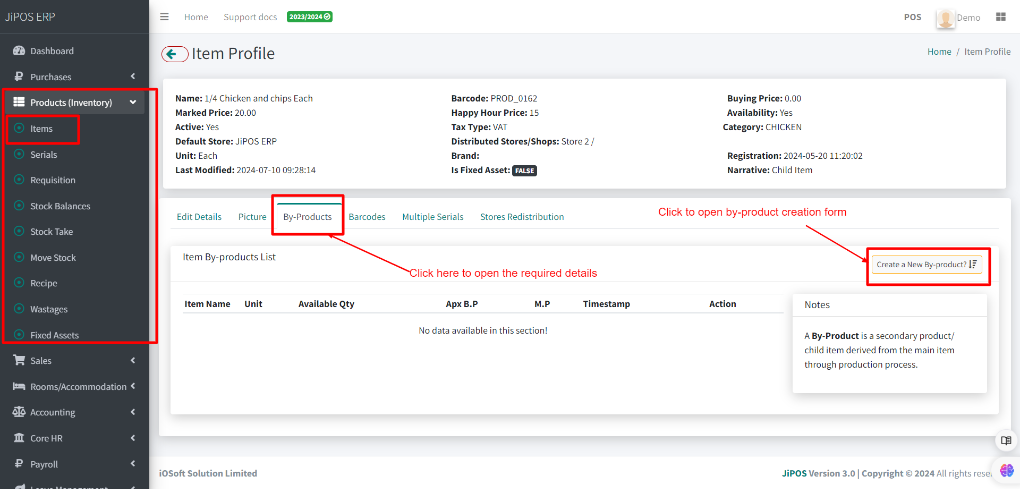 JiPOS ERP
Home Support docs 2023/2024 POS Demo
Dashboard
Purchases
Products (Inventory)
Items
Serials
Requisition
Stock Balances
Stock Take
Move Stock
Recipe
Wastages
Fixed Assets
Sales
Rooms/Accommodation
Accounting
Core HR
Payroll
Leave Management
Item Profile
Home / Item Profile
Name: 1/4 Chicken and chips Each
Marked Price: 20.00
Active: Yes
Default Store: JiPOS ERP
Unit: Each
Last Modified: 2024-07-10 09:28:14
Barcode: PROD_0162
Happy Hour Price: 15
Tax Type: VAT
Distributed Stores/Shops: Store 2 /
Brand:
Is Fixed Asset: FALSE
Buying Price: 0.00
Availability: Yes
Category: CHICKEN
Registration: 2024-05-20 11:20:02
Narrative: Child Item
Edit Details Picture By-Products Barcodes Multiple Serials Stores Redistribution
Click to open by-product creation form
Item By-products List
Click here to open the required details
Create a New By-product?
Item Name Unit Available Qty Apx B.P M.P Timestamp Action
No data available in this section!
Notes
A By-Product is a secondary product/
child item derived from the main item
through production process.
iOSoft Solution Limited
JiPOS Version 3.0 | Copyright © 2024 All rights rese